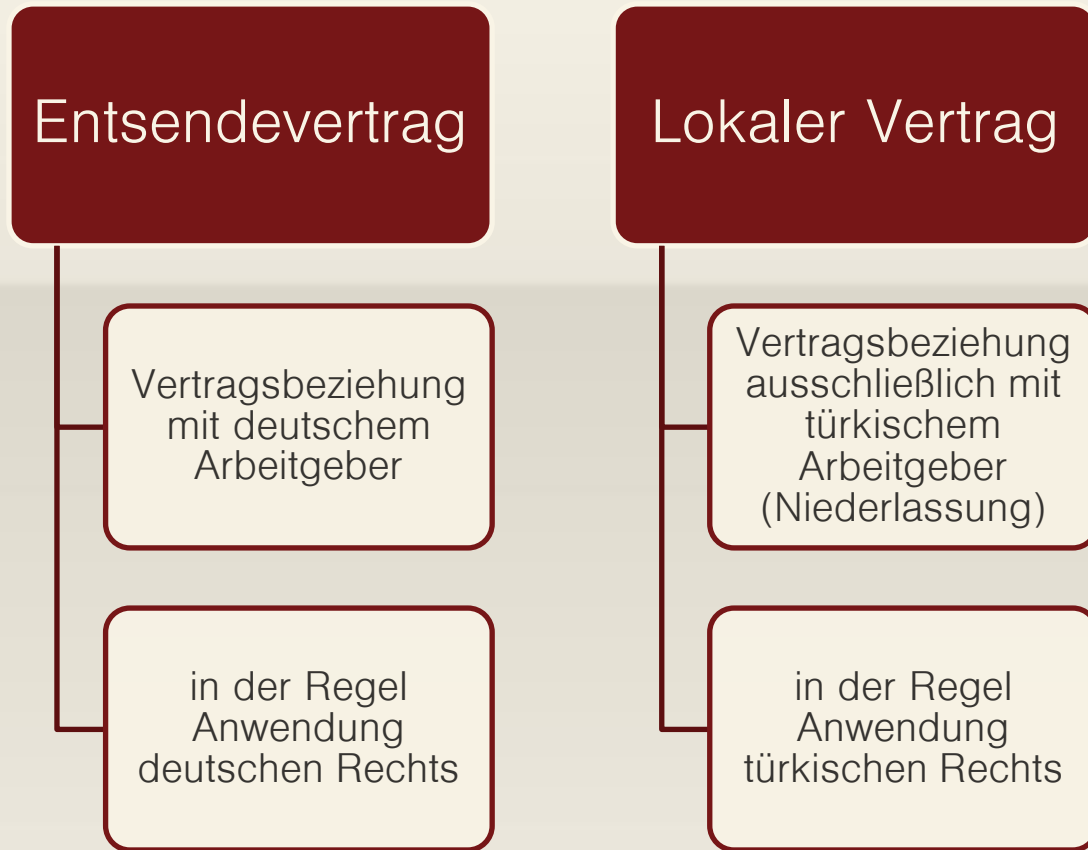 Entsendevertrag
Vertragsbeziehung
mit deutschem
Arbeitgeber
in der Regel
Anwendung
deutschen Rechts
Lokaler Vertrag
Vertragsbeziehung
ausschließlich mit
türkischem
Arbeitgeber
(Niederlassung)
in der Regel
Anwendung
türkischen Rechts